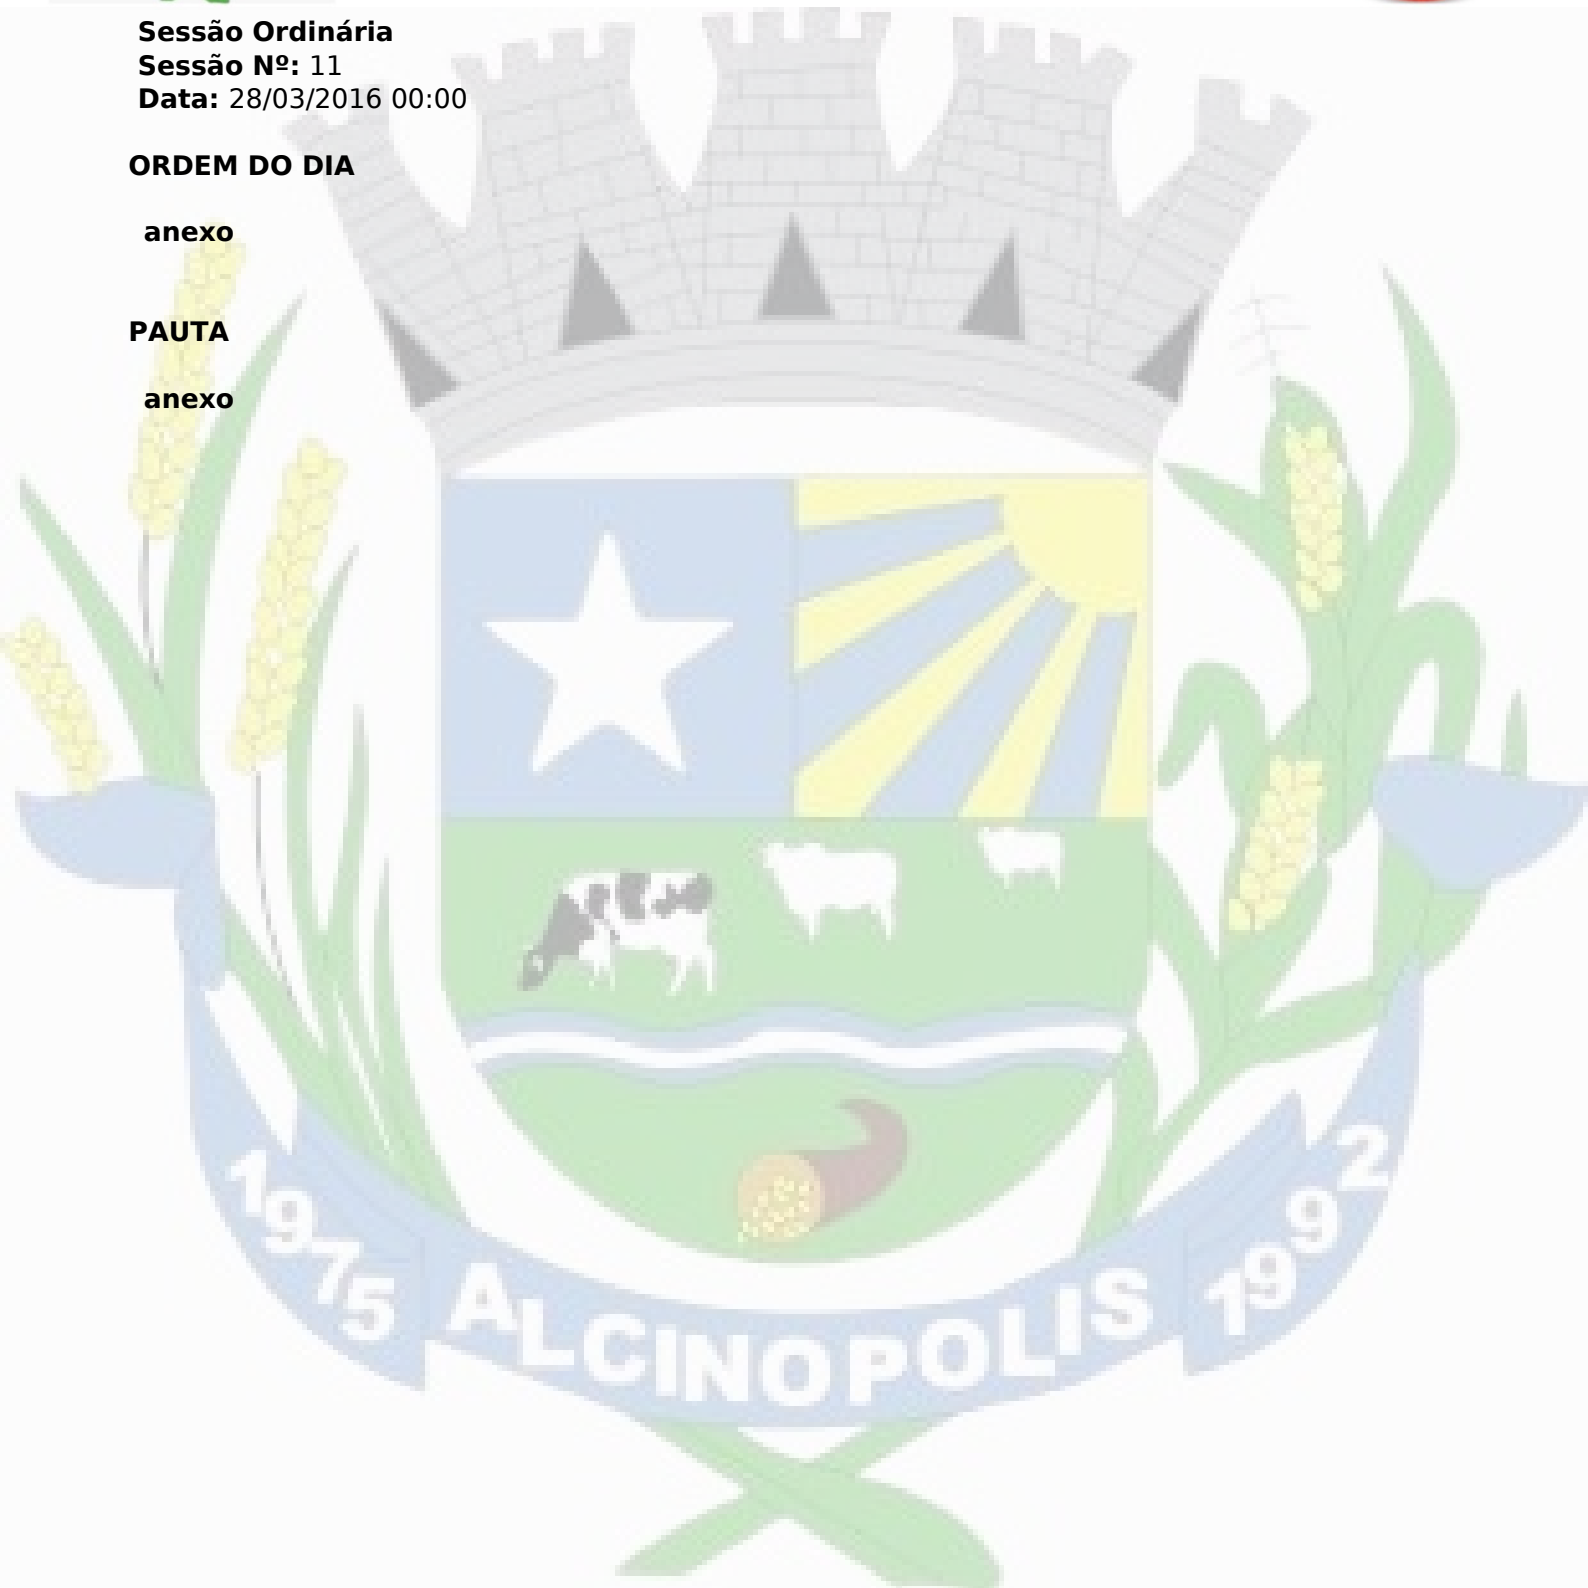 Sessão Ordinária
Sessão Nº: 11
Data: 28/03/2016 00:00
ORDEM DO DIA
anexo
PAUTA
anexo
1975 ALCINOPOLIS 1992